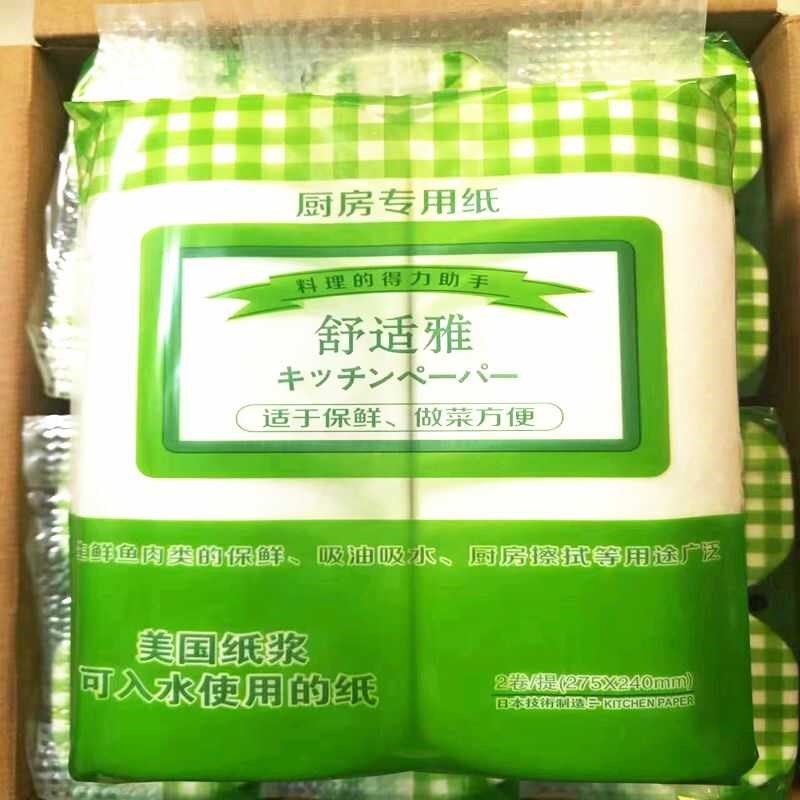 厨房专用纸
料理的得力助手
舒适雅
キッチンペーパー
适于保鲜、做菜方便
生鲜鱼肉类的保鲜、吸油吸水、厨房擦拭等用途广泛
美国纸浆
可入水使用的纸
2卷/提(275X240mm)
日本技術制造 KITCHEN PAPER